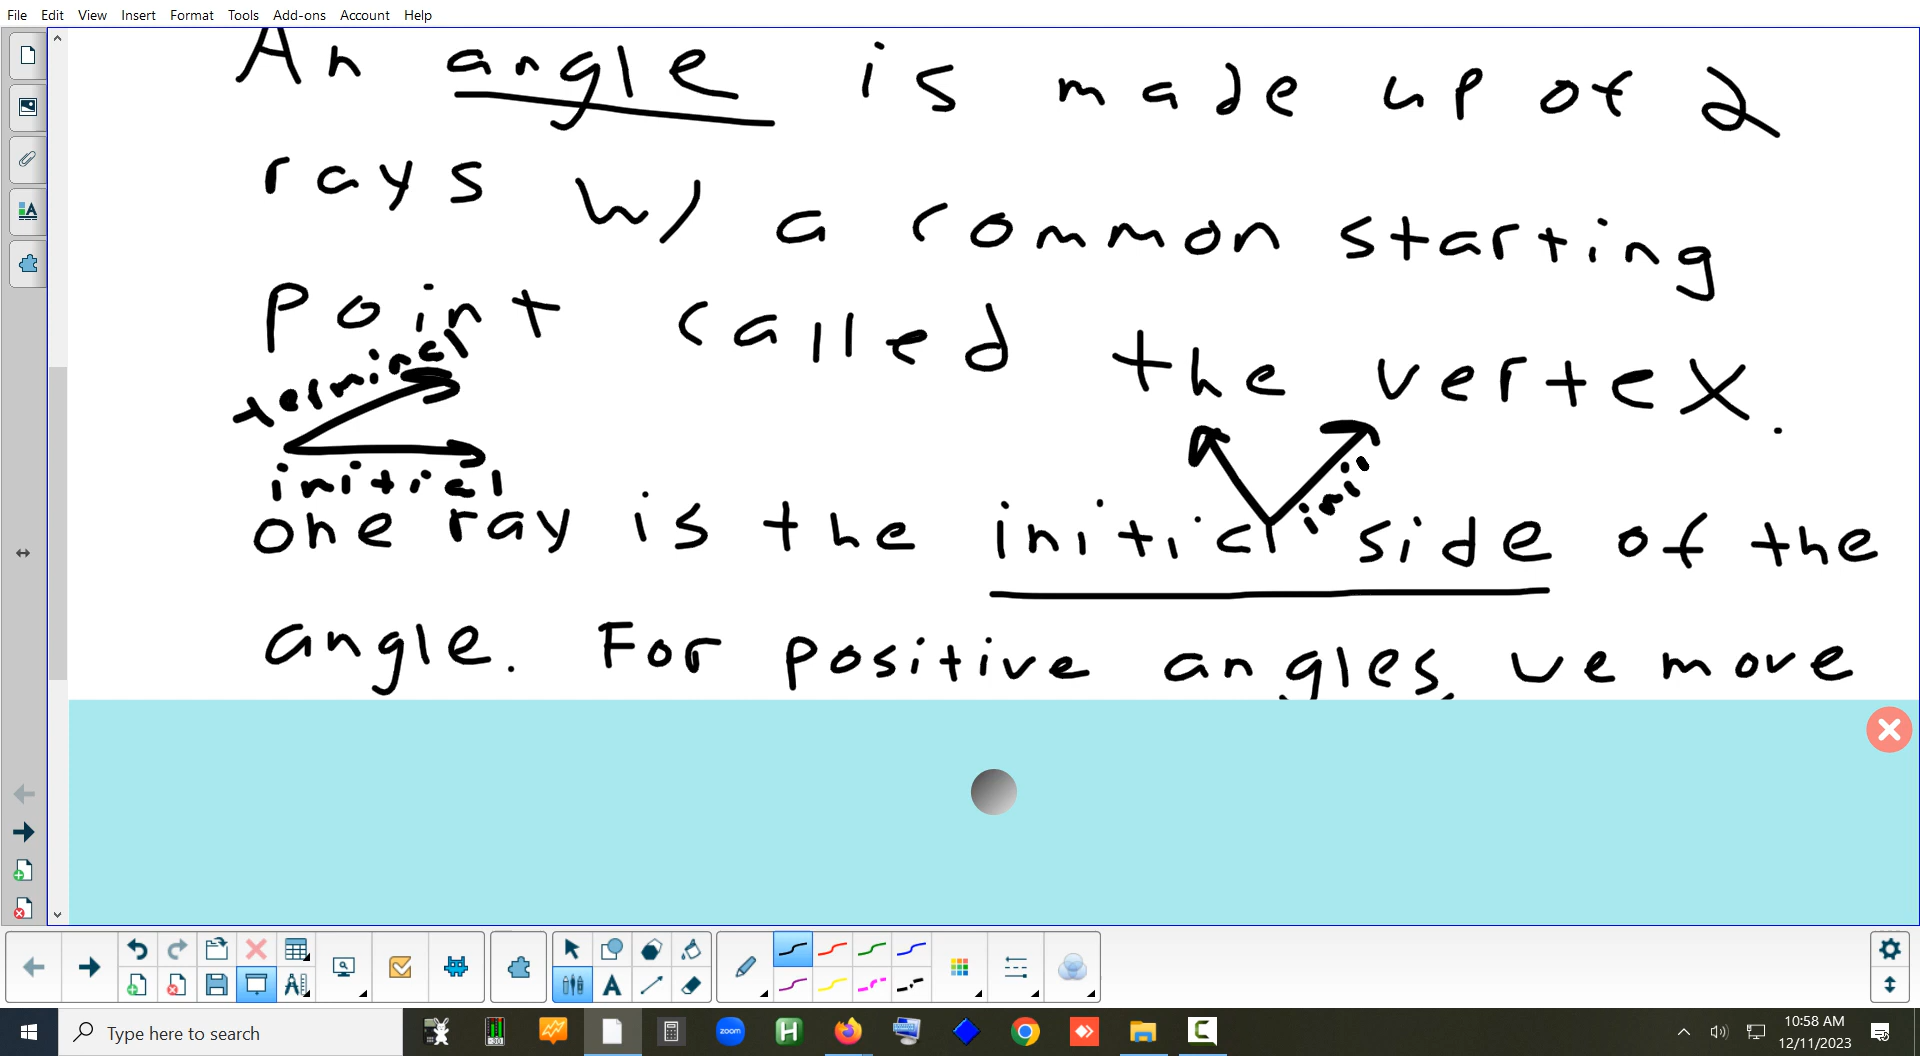 File Edit View Insert Format Tools Add-ons Account Help
An angle is made up of 2
rays w/ a common starting
point called the vertex.
terminal
initial
ini
one ray is the initial side of the
angle. For positive angles, we move
Type here to search
zoom
10:58 AM
12/11/2023